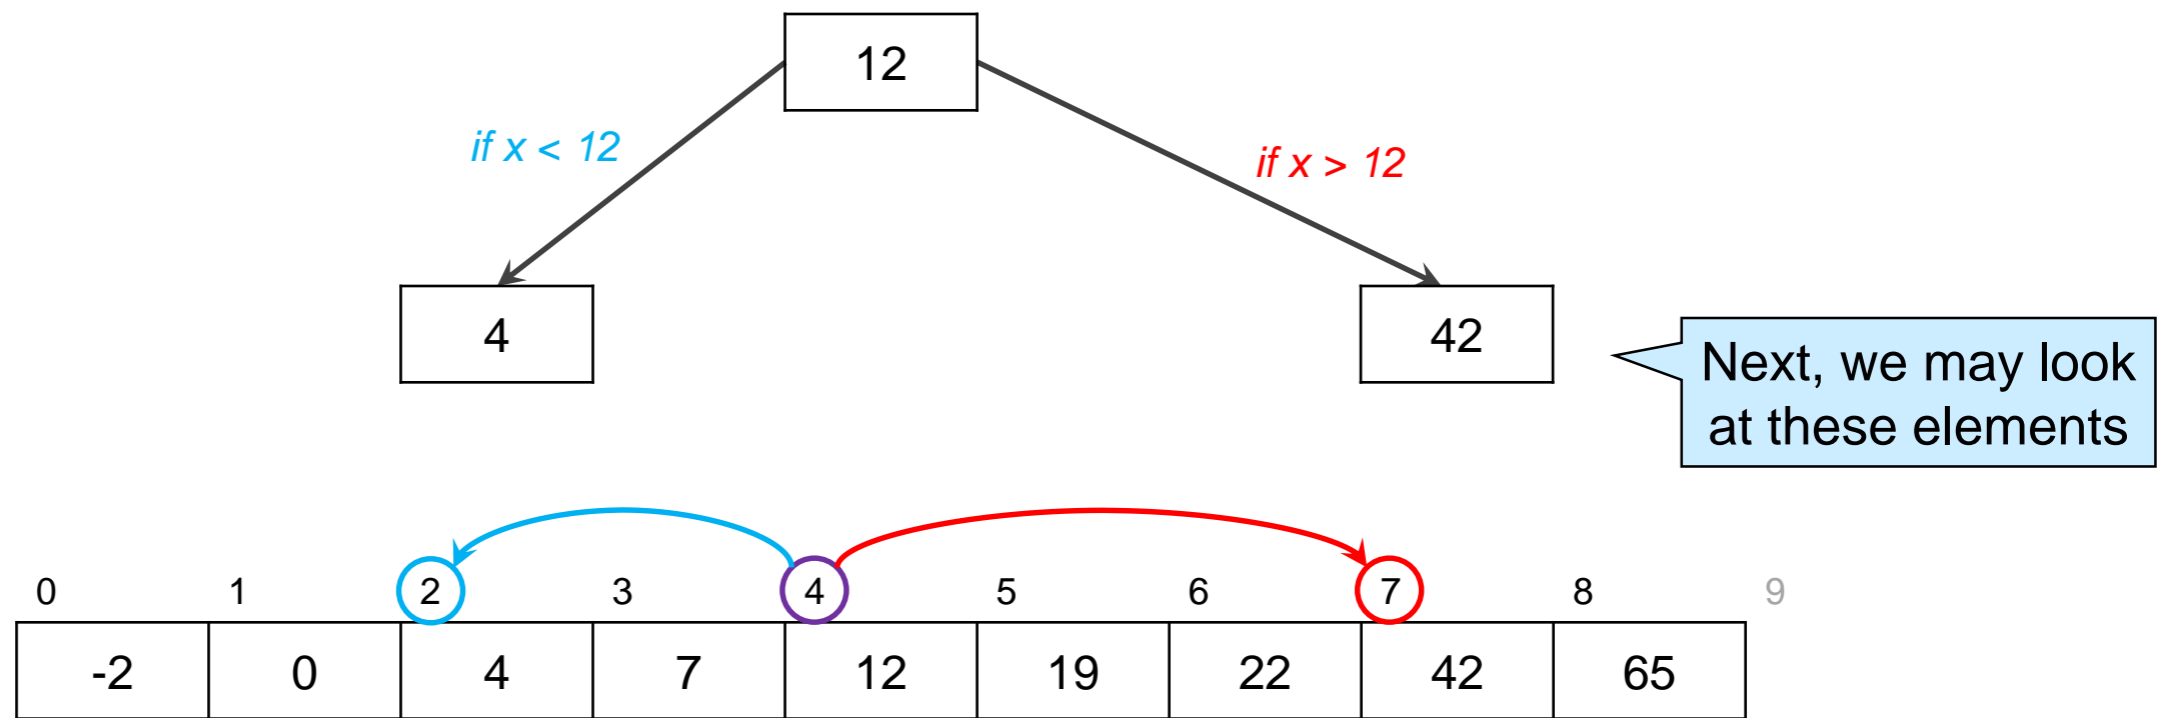 12
if x < 12
if x > 12
4
42
Next, we may look
at these elements
0 1 2 3 4 5 6 7 8 9
-2 0 4 7 12 19 22 42 65